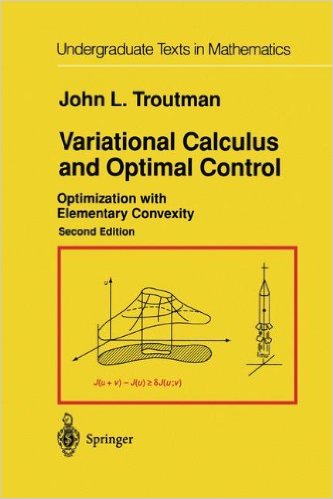 Undergraduate Texts in Mathematics
John L. Troutman
Variational Calculus
and Optimal Control
Optimization with
Elementary Convexity
Second Edition
u
J(u + v) – J(u) ≥ δJ(u;v)
Springer